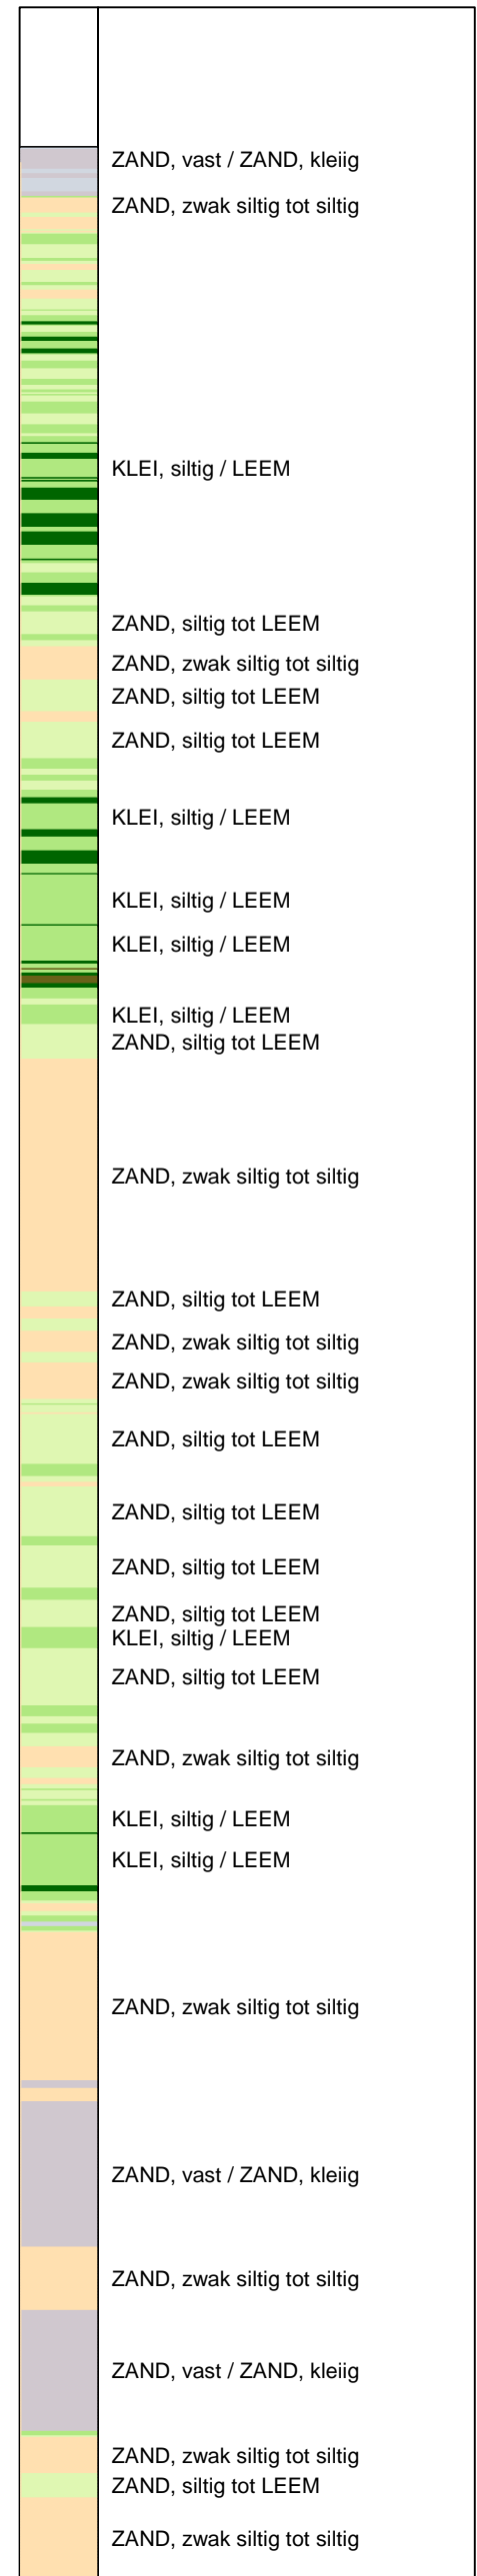 ZAND, vast / ZAND, kleiig
ZAND, zwak siltig tot siltig
KLEI, siltig / LEEM
ZAND, siltig tot LEEM
ZAND, zwak siltig tot siltig
ZAND, siltig tot LEEM
ZAND, siltig tot LEEM
KLEI, siltig / LEEM
KLEI, siltig / LEEM
KLEI, siltig / LEEM
KLEI, siltig / LEEM
ZAND, siltig tot LEEM
ZAND, zwak siltig tot siltig
ZAND, siltig tot LEEM
ZAND, zwak siltig tot siltig
ZAND, zwak siltig tot siltig
ZAND, siltig tot LEEM
ZAND, siltig tot LEEM
ZAND, siltig tot LEEM
ZAND, siltig tot LEEM
KLEI, siltig / LEEM
ZAND, siltig tot LEEM
ZAND, zwak siltig tot siltig
KLEI, siltig / LEEM
KLEI, siltig / LEEM
ZAND, zwak siltig tot siltig
ZAND, vast / ZAND, kleiig
ZAND, zwak siltig tot siltig
ZAND, vast / ZAND, kleiig
ZAND, zwak siltig tot siltig
ZAND, siltig tot LEEM
ZAND, zwak siltig tot siltig